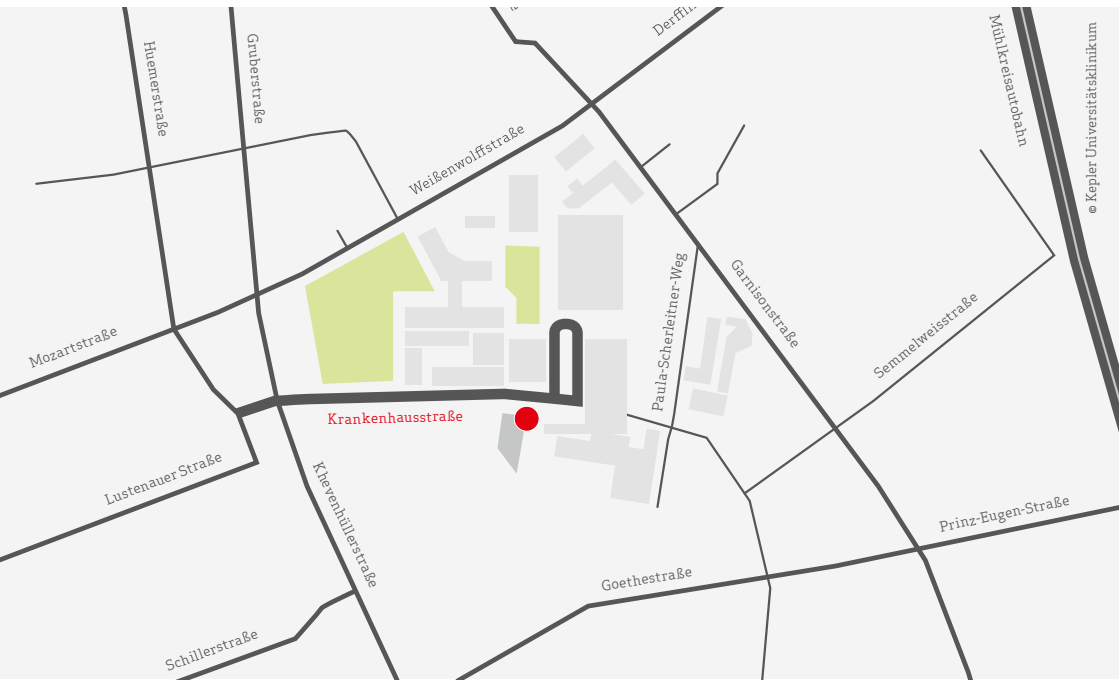 Huemerstraße
Gruberstraße
Mühlkreisautobahn
© Kepler Universitätsklinikum
Weißenwolffstraße
Mozartstraße
Paula-Scherleitner-Weg
Garnisonstraße
Semmelweisstraße
Krankenhausstraße
Lustenauer Straße
Khevenhüllerstraße
Prinz-Eugen-Straße
Goethestraße
Schillerstraße